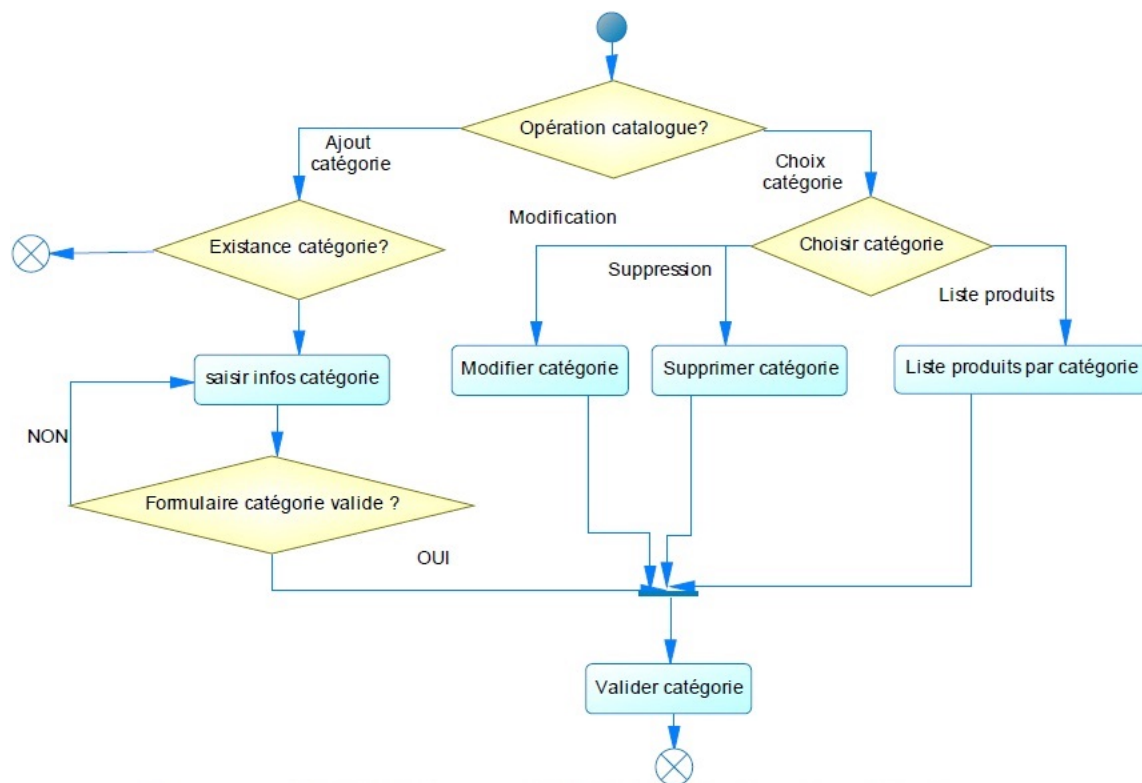 Opération catalogue?
Ajout
catégorie
Choix
catégorie
Existance catégorie?
Modification
Choisir catégorie
Suppression
Liste produits
saisir infos catégorie
Modifier catégorie
Supprimer catégorie
Liste produits par catégorie
NON
Formulaire catégorie valide ?
OUI
Valider catégorie